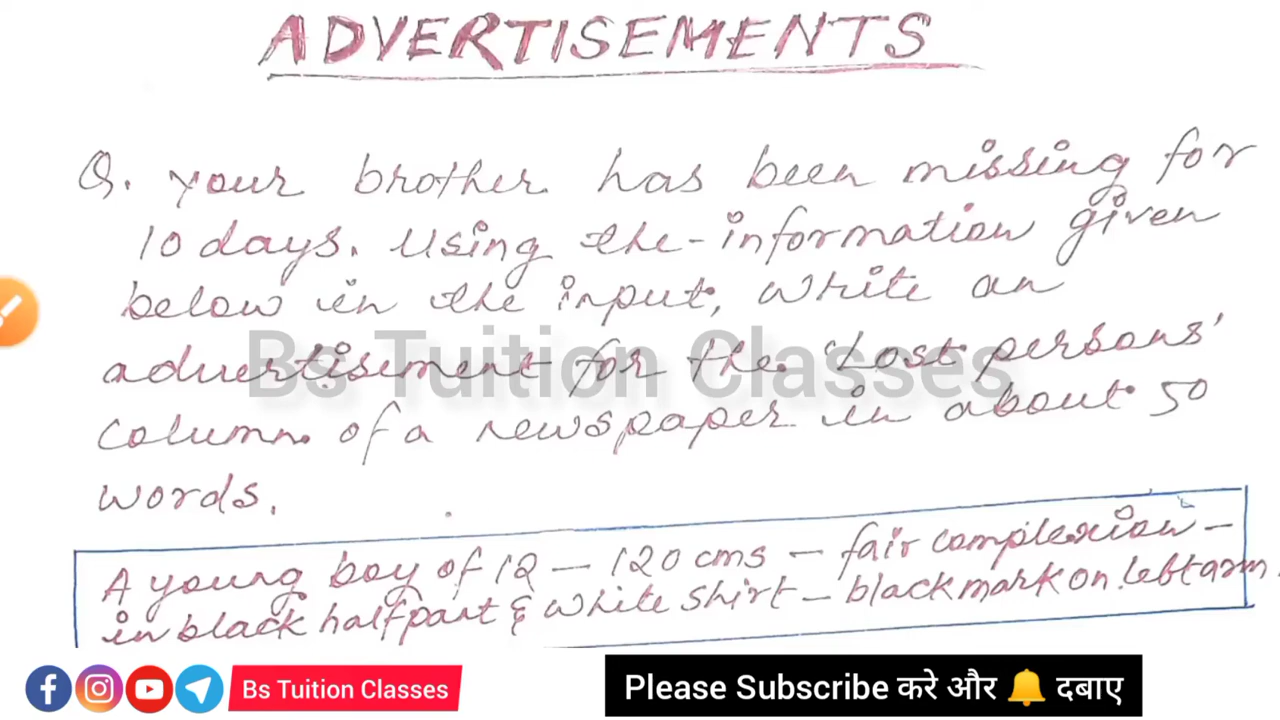 ADVERTISEMENTS
Q. Your brother has been missing for
10 days. Using the information given
below in the input, write an
advertisement for the 'Lost persons'
column of a newspaper in about 50
words.
Bs Tuition Classes
A young boy of 12 – 120 cms – fair complexion –
in black half pant & white shirt – black mark on left arm.
Bs Tuition Classes
Please Subscribe करे और 🔔 दबाए